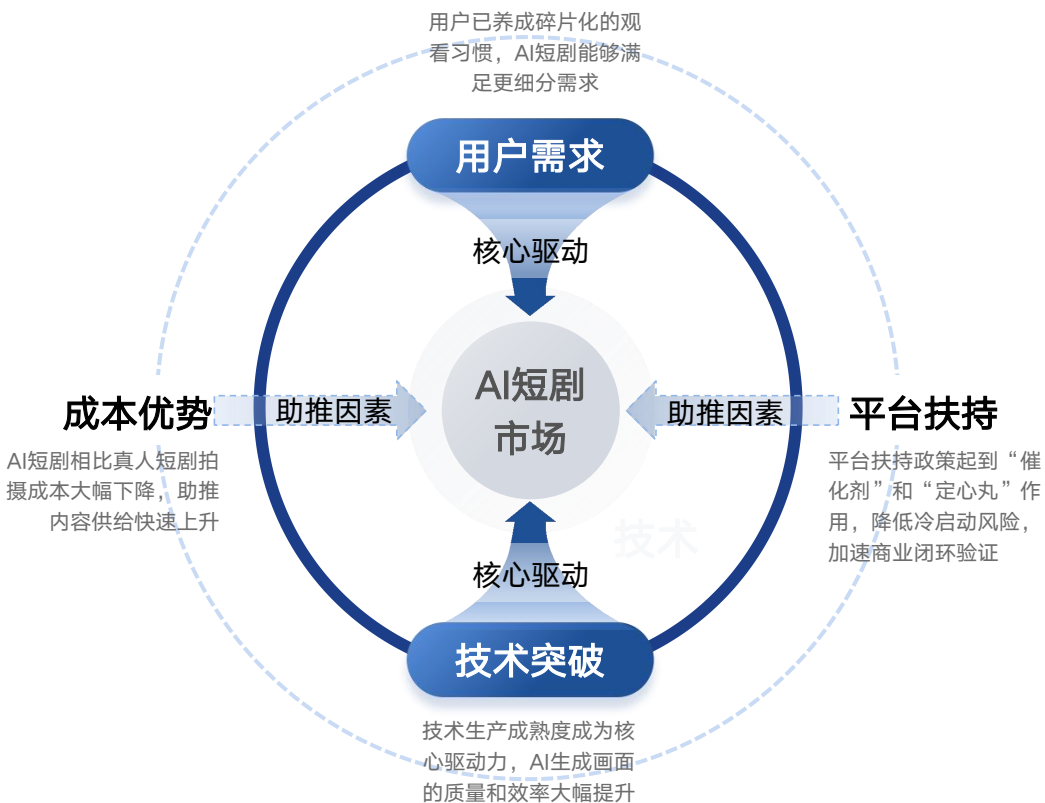 用户已养成碎片化的观
看习惯，AI短剧能够满
足更细分需求
用户需求
核心驱动
AI短剧
市场
成本优势
助推因素
助推因素
平台扶持
AI短剧相比真人短剧拍
摄成本大幅下降，助推
内容供给快速上升
平台扶持政策起到“催
化剂”和“定心丸”作
用，降低冷启动风险，
加速商业闭环验证
技术
核心驱动
技术突破
技术生产成熟度成为核
心驱动力，AI生成画面
的质量和效率大幅提升